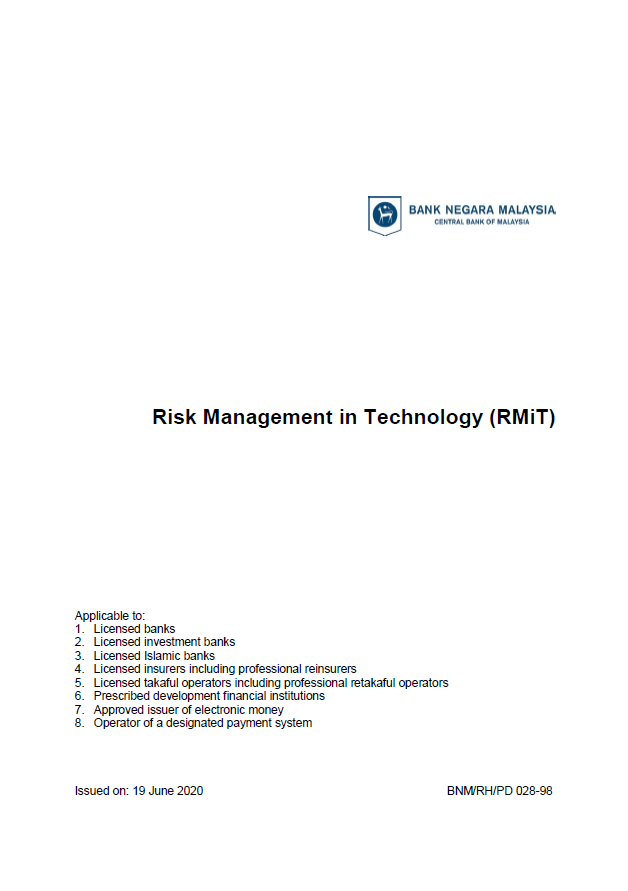 BANK NEGARA MALAYSIA
CENTRAL BANK OF MALAYSIA
Risk Management in Technology (RMiT)
Applicable to:
1. Licensed banks
2. Licensed investment banks
3. Licensed Islamic banks
4. Licensed insurers including professional reinsurers
5. Licensed takaful operators including professional retakaful operators
6. Prescribed development financial institutions
7. Approved issuer of electronic money
8. Operator of a designated payment system
Issued on: 19 June 2020 BNM/RH/PD 028-98